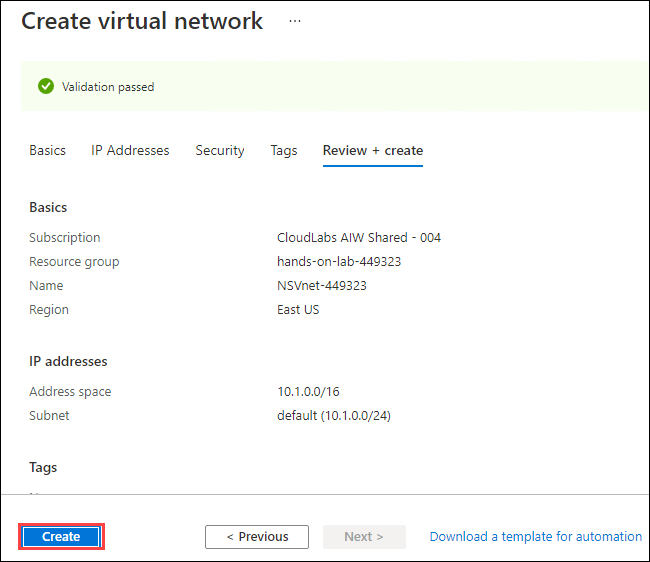 Create virtual network ...
Validation passed
Basics IP Addresses Security Tags Review + create
Basics
Subscription CloudLabs AIW Shared - 004
Resource group hands-on-lab-449323
Name NSVnet-449323
Region East US
IP addresses
Address space 10.1.0.0/16
Subnet default (10.1.0.0/24)
Tags
Create < Previous Next > Download a template for automation